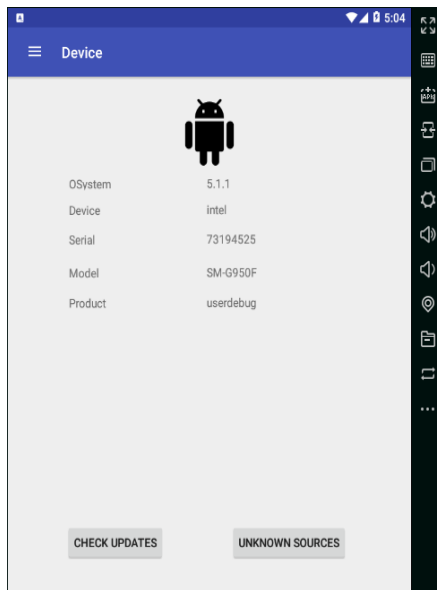 A
5:04
Device
APK
OSystem 5.1.1
Device intel
Serial 73194525
Model SM-G950F
Product userdebug
CHECK UPDATES UNKNOWN SOURCES